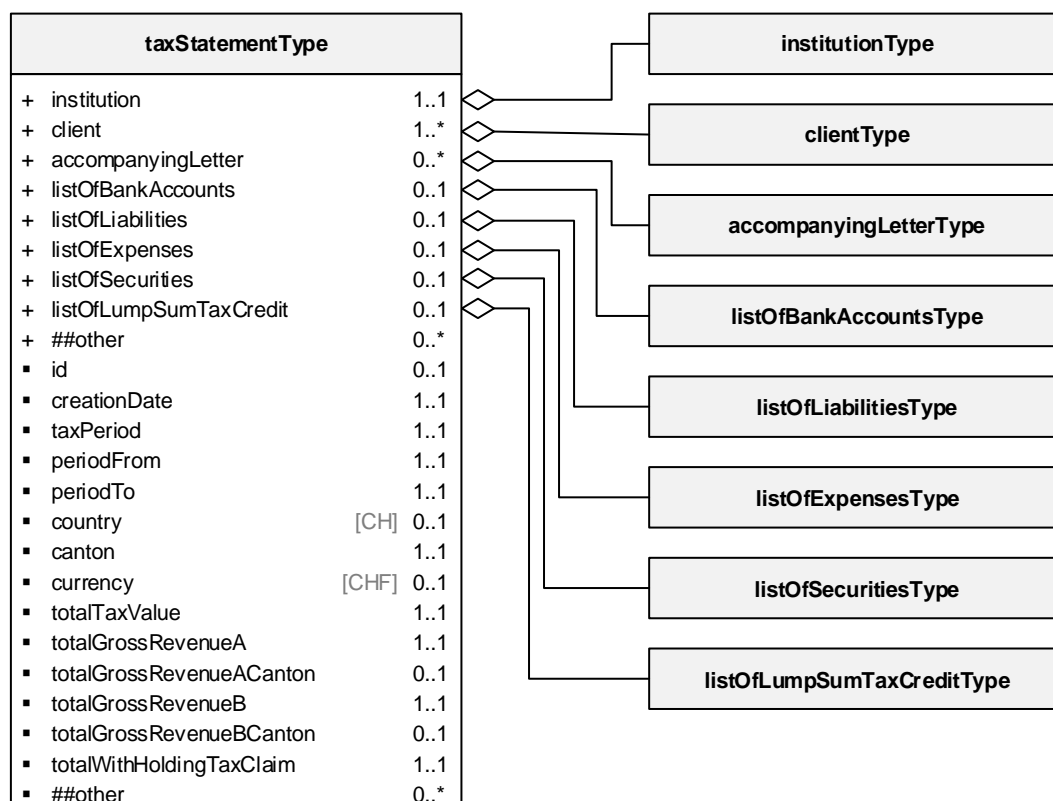 taxStatementType
+ institution 1..1
+ client 1..*
+ accompanyingLetter 0..*
+ listOfBankAccounts 0..1
+ listOfLiabilities 0..1
+ listOfExpenses 0..1
+ listOfSecurities 0..1
+ listOfLumpSumTaxCredit 0..1
+ ##other 0..*
▪ id 0..1
▪ creationDate 1..1
▪ taxPeriod 1..1
▪ periodFrom 1..1
▪ periodTo 1..1
▪ country [CH] 0..1
▪ canton 1..1
▪ currency [CHF] 0..1
▪ totalTaxValue 1..1
▪ totalGrossRevenueA 1..1
▪ totalGrossRevenueACanton 0..1
▪ totalGrossRevenueB 1..1
▪ totalGrossRevenueBCanton 0..1
▪ totalWithHoldingTaxClaim 1..1
▪ ##other 0..*
institutionType
clientType
accompanyingLetterType
listOfBankAccountsType
listOfLiabilitiesType
listOfExpensesType
listOfSecuritiesType
listOfLumpSumTaxCreditType